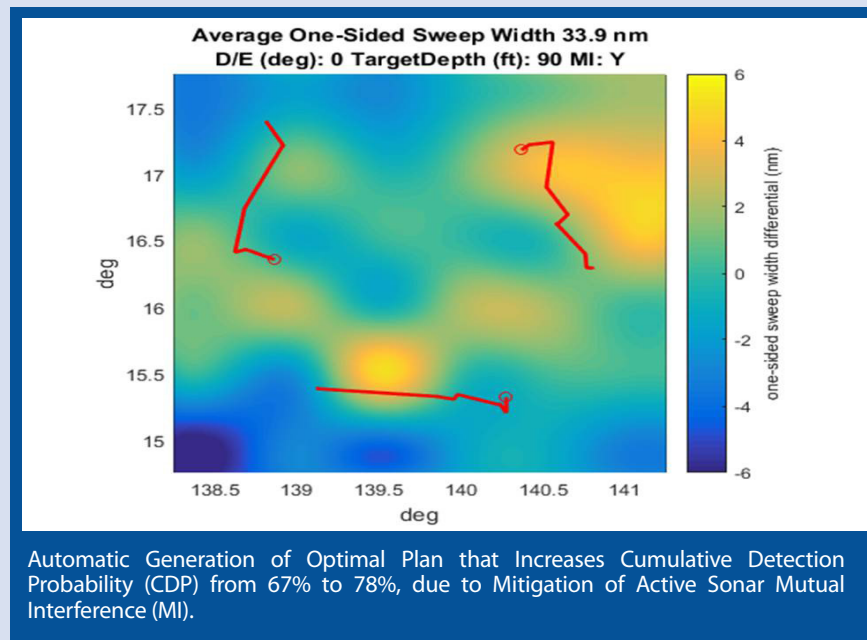 Average One-Sided Sweep Width 33.9 nm
D/E (deg): 0 TargetDepth (ft): 90 MI: Y
17.5
17
16.5
16
15.5
15
deg
138.5 139 139.5 140 140.5 141
deg
6
4
2
0
-2
-4
-6
one-sided sweep width differential (nm)
Automatic Generation of Optimal Plan that Increases Cumulative Detection
Probability (CDP) from 67% to 78%, due to Mitigation of Active Sonar Mutual
Interference (MI).